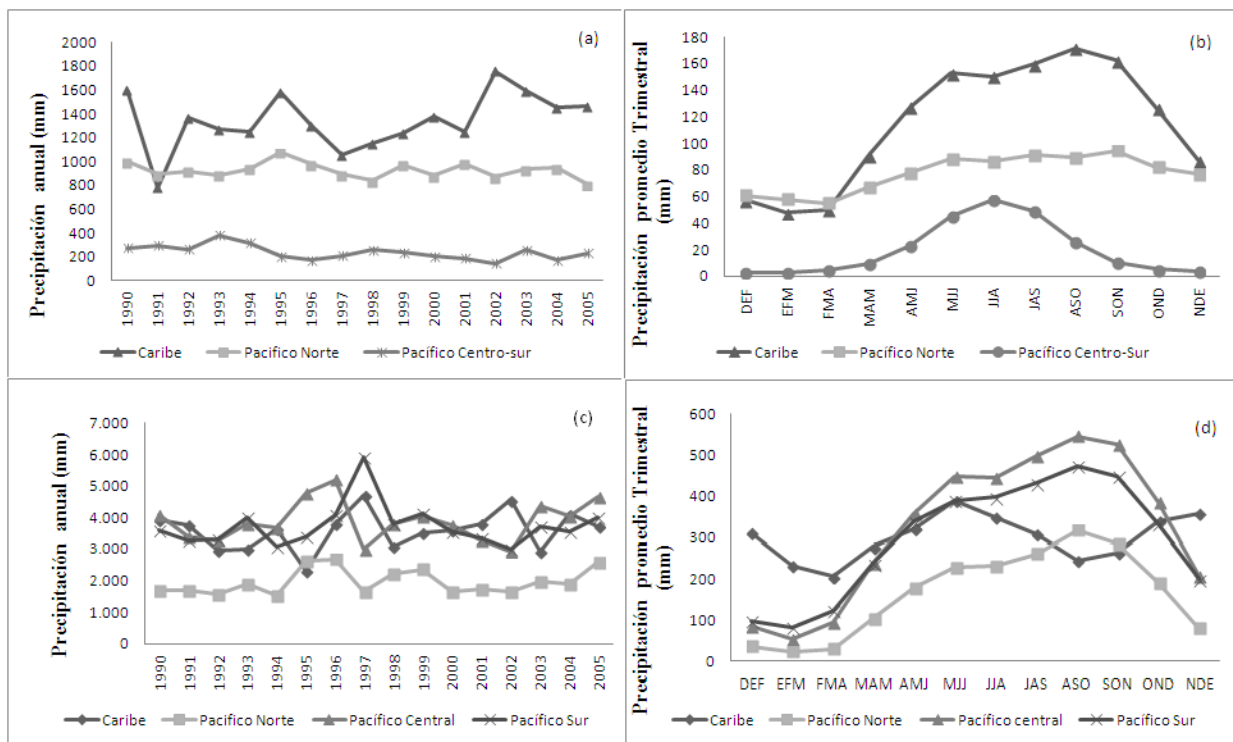 (a)
Precipitación anual (mm)
2000
1800
1600
1400
1200
1000
800
600
400
200
0
1990
1991
1992
1993
1994
1995
1996
1997
1998
1999
2000
2001
2002
2003
2004
2005
Caribe Pacífico Norte Pacífico Centro-sur
(b)
Precipitación promedio Trimestral
(mm)
180
160
140
120
100
80
60
40
20
0
DEF
EFM
FMA
MAM
AMJ
MJJ
JJA
JAS
ASO
SON
OND
NDE
Caribe Pacífico Norte Pacífico Centro-Sur
(c)
Precipitación anual (mm)
7.000
6.000
5.000
4.000
3.000
2.000
1.000
0
1990
1991
1992
1993
1994
1995
1996
1997
1998
1999
2000
2001
2002
2003
2004
2005
Caribe Pacífico Norte Pacífico Central Pacífico Sur
(d)
Precipitación promedio Trimestral
(mm)
600
500
400
300
200
100
0
DEF EFM FMA MAM AMJ MJJ JJA JAS ASO SON OND NDE
Caribe Pacífico Norte Pacífico central Pacífico Sur